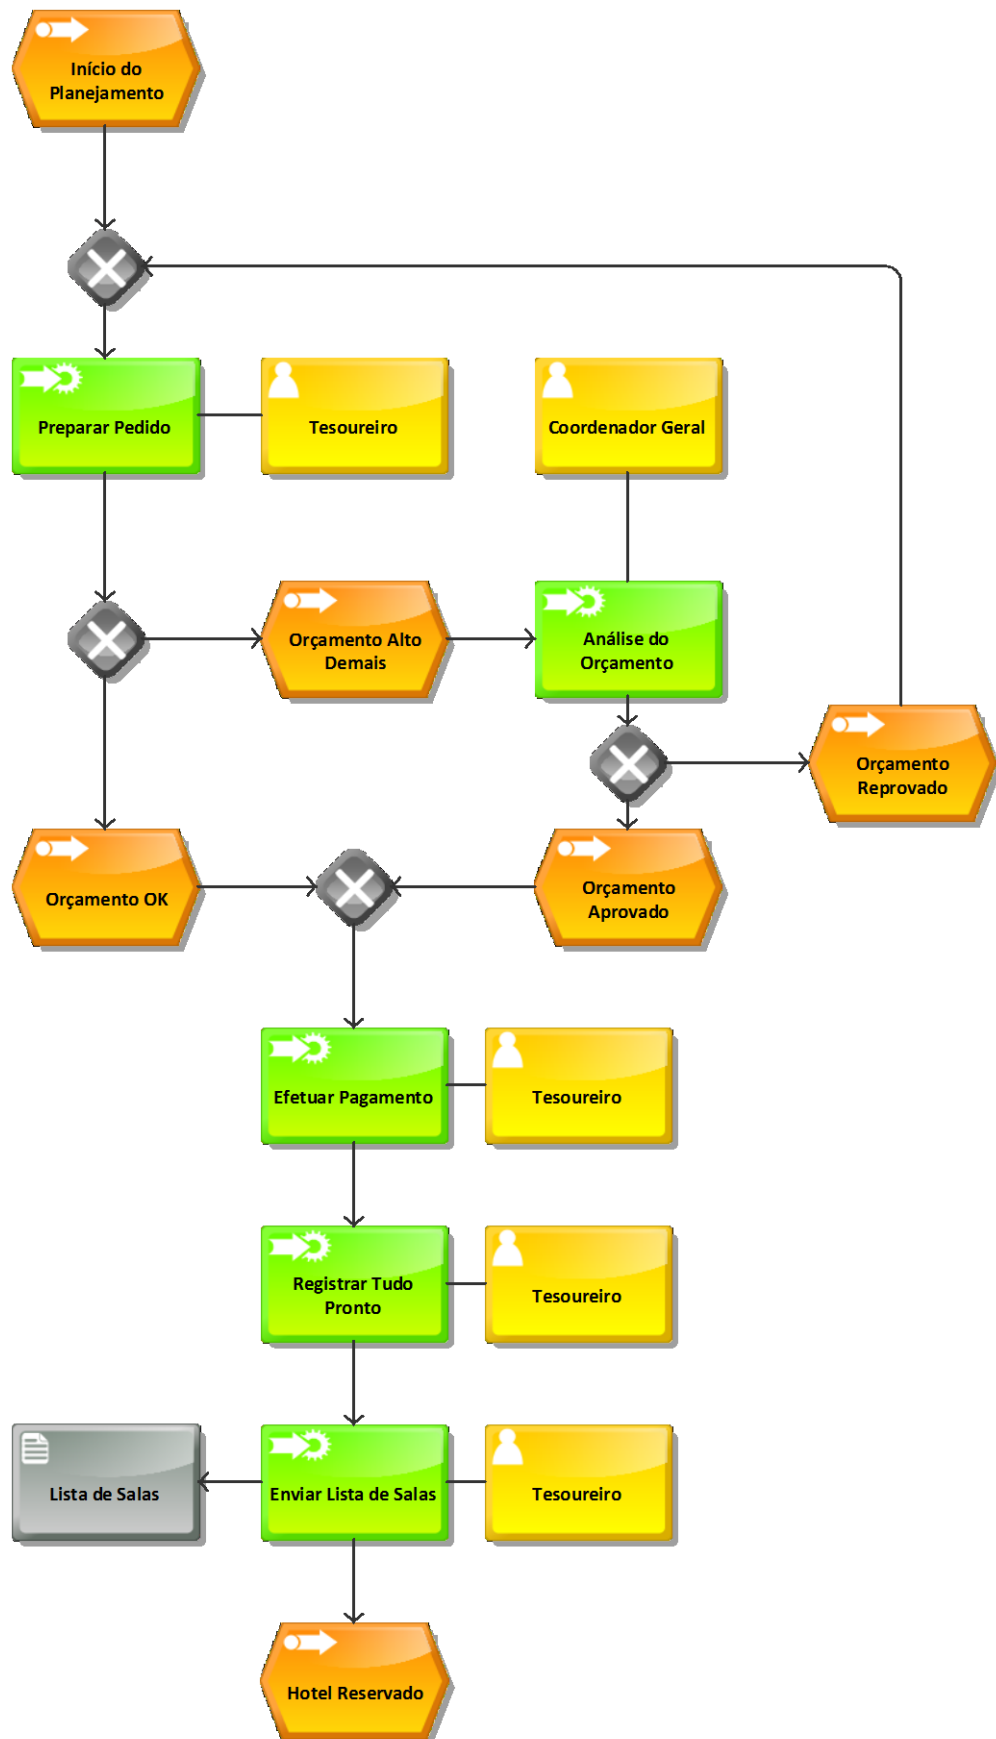 Início do
Planejamento
Preparar Pedido
Tesoureiro
Coordenador Geral
Orçamento Alto
Demais
Análise do
Orçamento
Orçamento
Reprovado
Orçamento OK
Orçamento
Aprovado
Efetuar Pagamento
Tesoureiro
Registrar Tudo
Pronto
Tesoureiro
Lista de Salas
Enviar Lista de Salas
Tesoureiro
Hotel Reservado